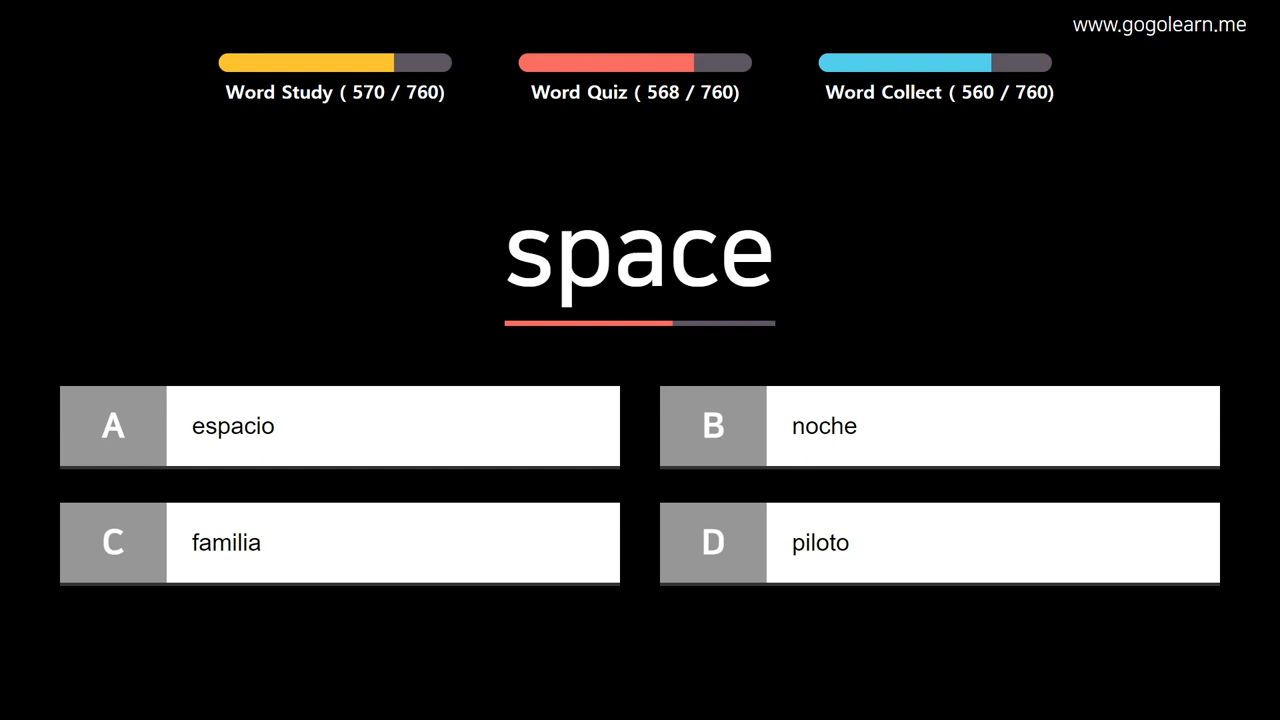 www.gogolearn.me
Word Study ( 570 / 760)
Word Quiz ( 568 / 760)
Word Collect ( 560 / 760)
space
A espacio
B noche
C familia
D piloto